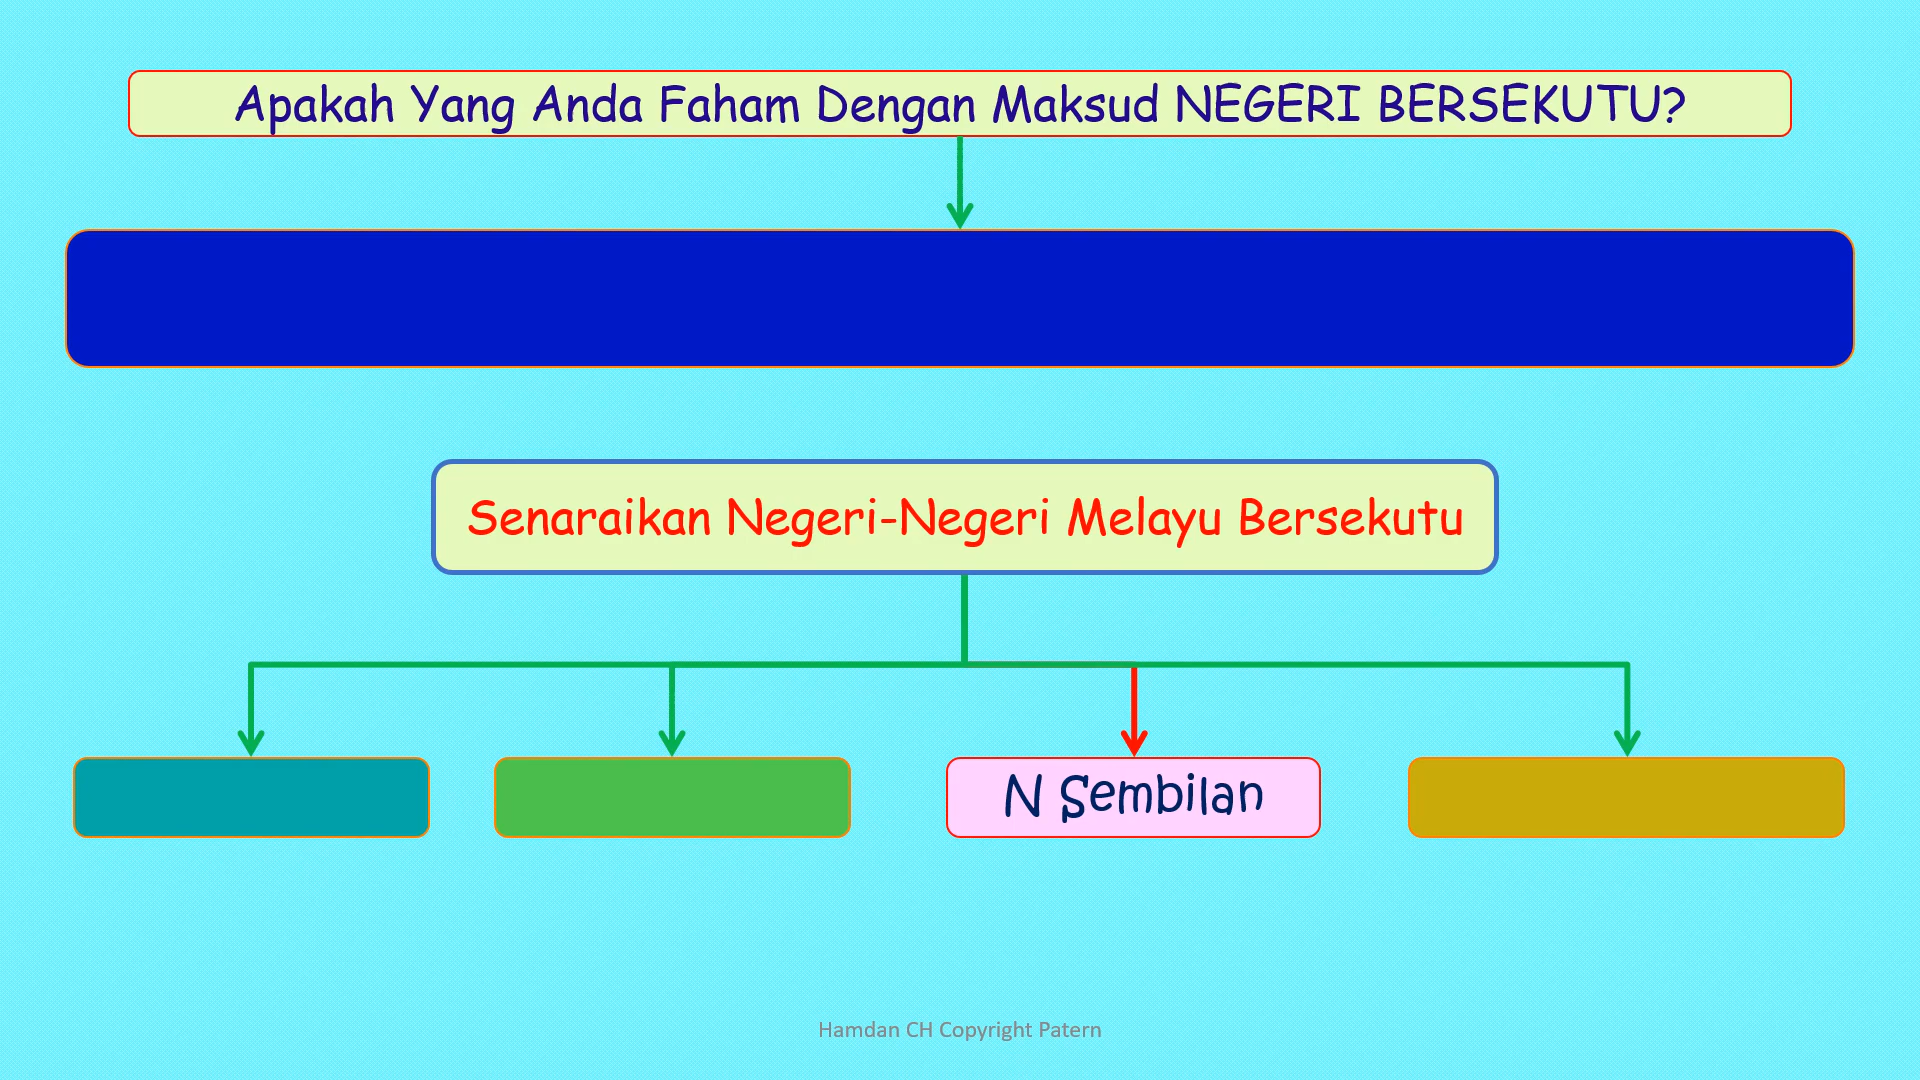 Apakah Yang Anda Faham Dengan Maksud NEGERI BERSEKUTU?
Senaraikan Negeri-Negeri Melayu Bersekutu
N Sembilan
Hamdan CH Copyright Patern